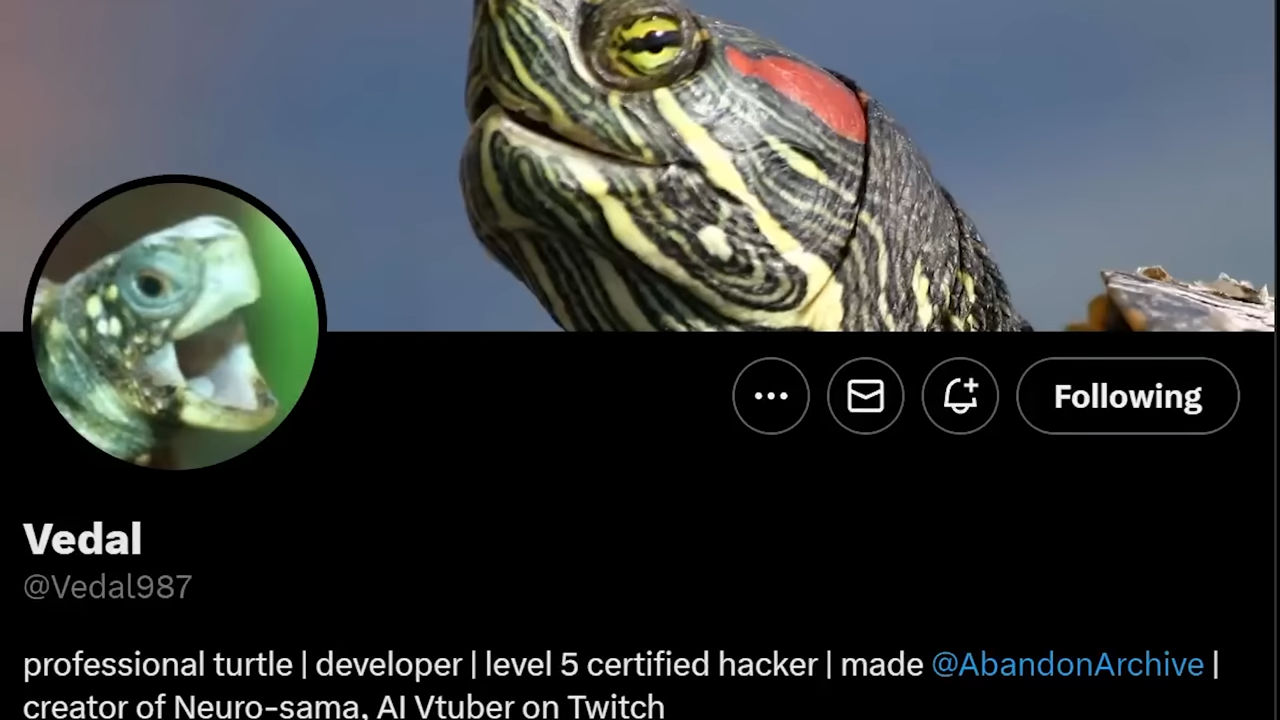 Following
Vedal
@Vedal987
professional turtle | developer | level 5 certified hacker | made @AbandonArchive |
creator of Neuro-sama, AI Vtuber on Twitch